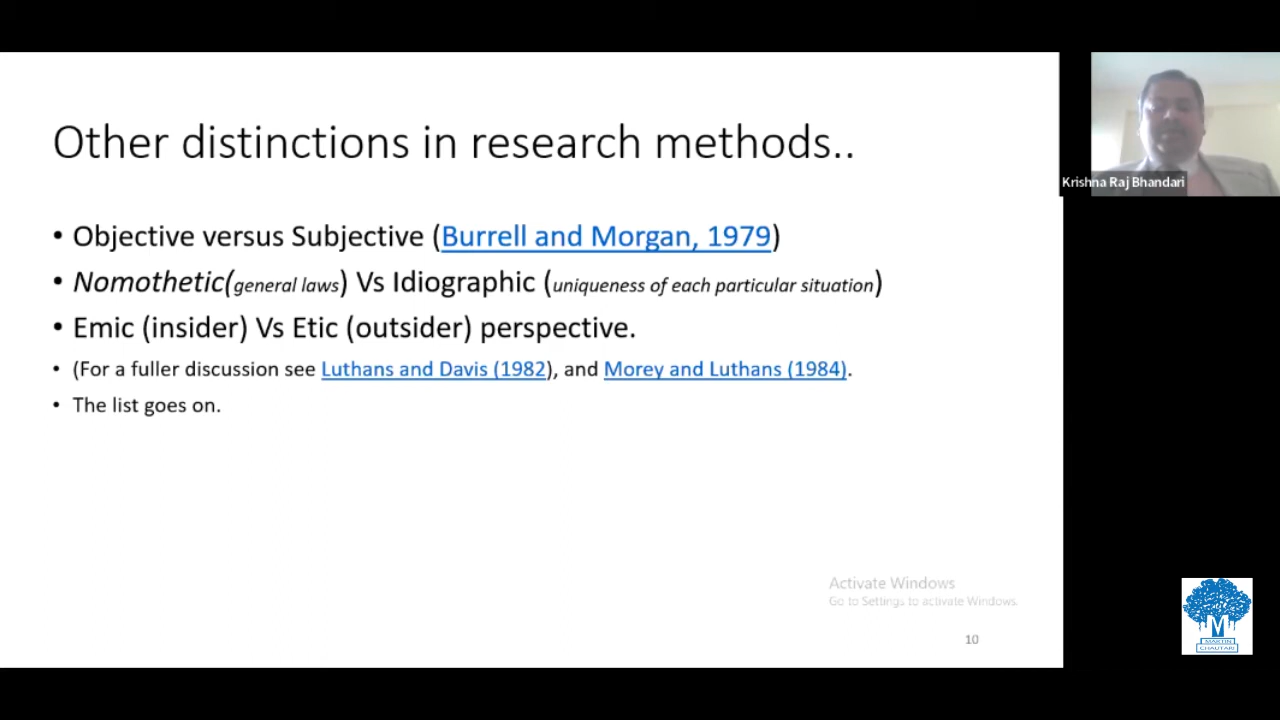 Other distinctions in research methods..
• Objective versus Subjective (Burrell and Morgan, 1979)
• Nomothetic(general laws) Vs Idiographic (uniqueness of each particular situation)
• Emic (insider) Vs Etic (outsider) perspective.
• (For a fuller discussion see Luthans and Davis (1982), and Morey and Luthans (1984).
• The list goes on.
Activate Windows
Go to Settings to activate Windows.
10
Krishna Raj Bhandari
M
MARTIN
CHAUTARI